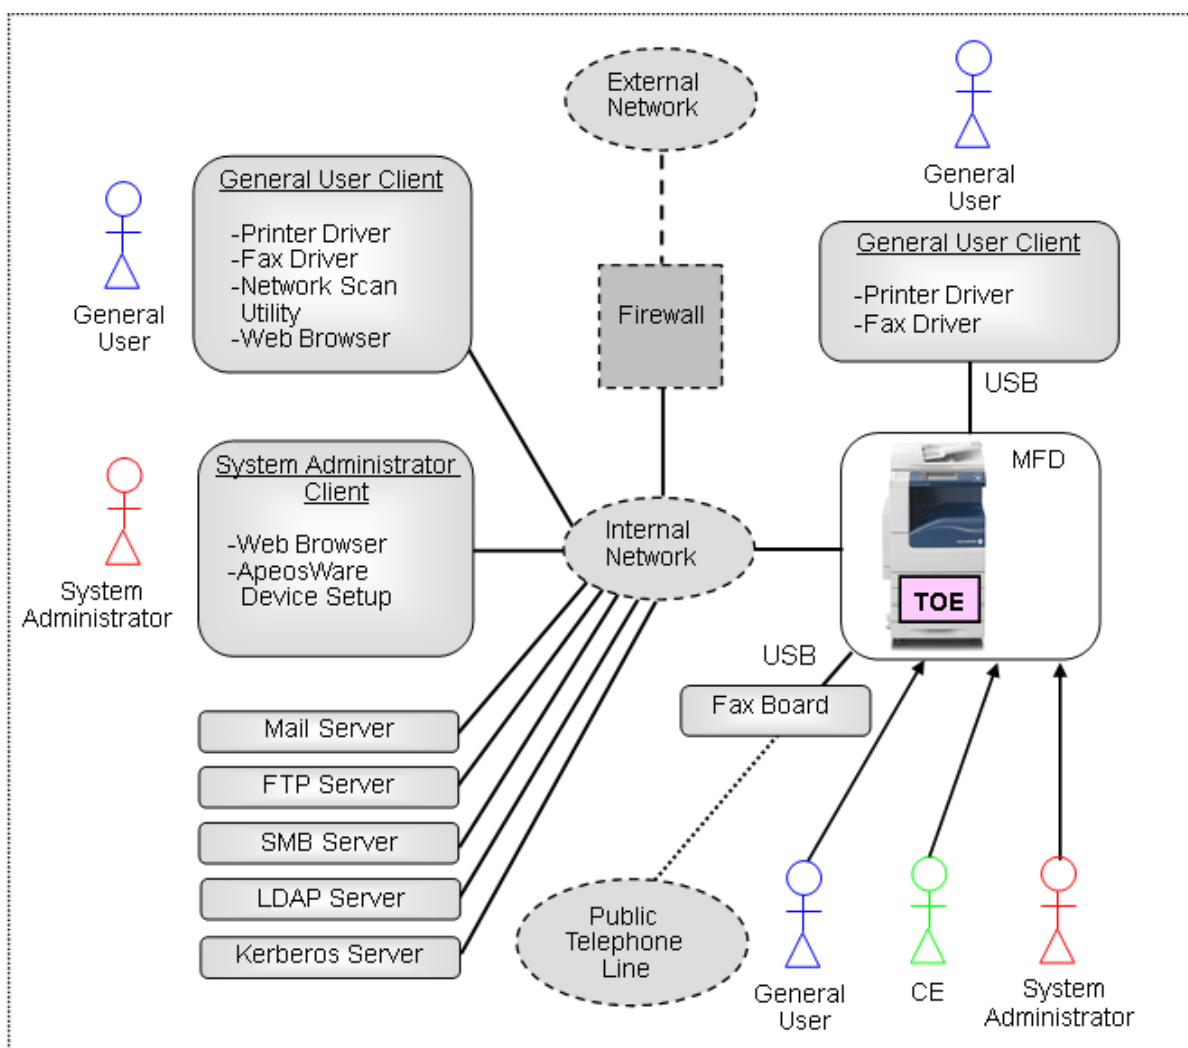 External
Network
General
User
General User Client
-Printer Driver
-Fax Driver
-Network Scan
Utility
-Web Browser
General
User
General User Client
-Printer Driver
-Fax Driver
Firewall
USB
MFD
TOE
System Administrator
Client
-Web Browser
-ApeosWare
Device Setup
System
Administrator
Internal
Network
USB
Fax Board
Mail Server
FTP Server
SMB Server
LDAP Server
Kerberos Server
Public
Telephone
Line
General
User
CE
System
Administrator